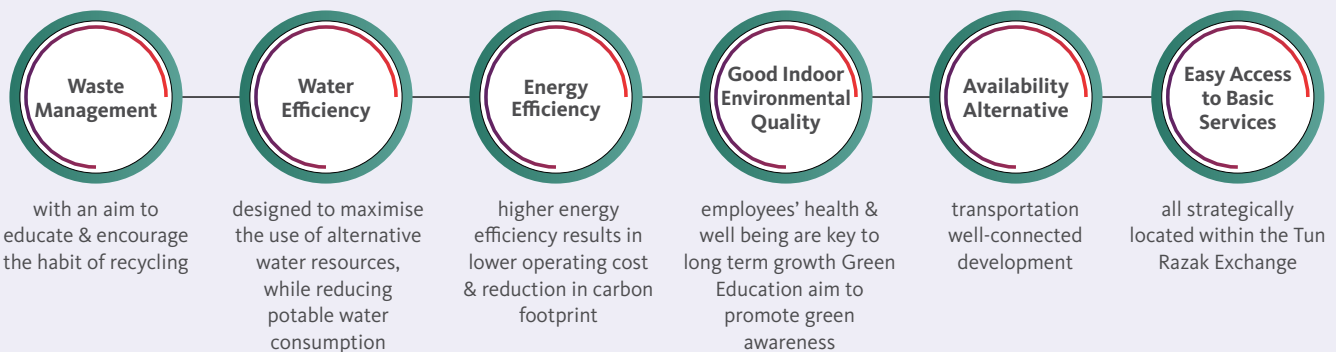 Waste
Management
with an aim to
educate & encourage
the habit of recycling
Water
Efficiency
designed to maximise
the use of alternative
water resources,
while reducing
potable water
consumption
Energy
Efficiency
higher energy
efficiency results in
lower operating cost
& reduction in carbon
footprint
Good Indoor
Environmental
Quality
employees’ health &
well being are key to
long term growth Green
Education aim to
promote green
awareness
Availability
Alternative
transportation
well-connected
development
Easy Access
to Basic
Services
all strategically
located within the Tun
Razak Exchange